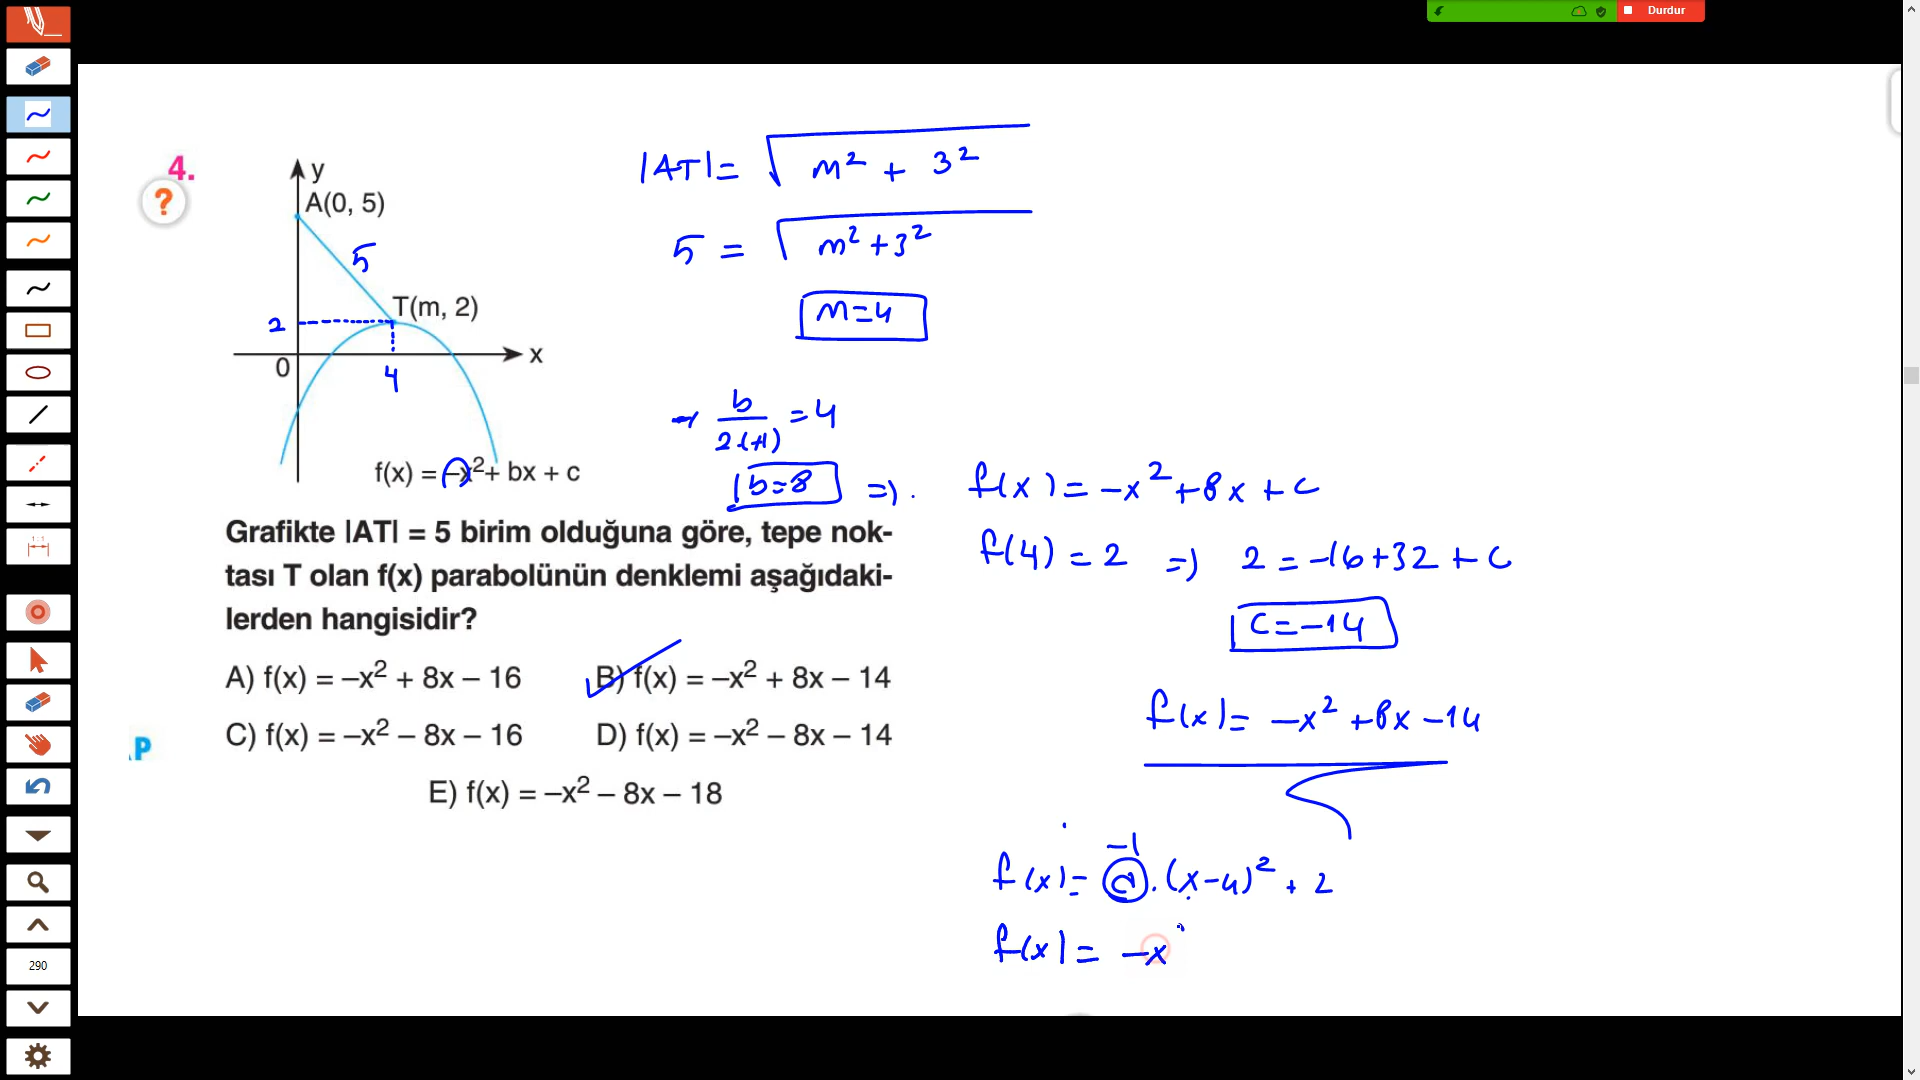 Durdur
4.
?
y
A(0, 5)
5
T(m, 2)
2
x
0
4
f(x) = –x² + bx + c
Grafikte |AT| = 5 birim olduğuna göre, tepe nok-
tası T olan f(x) parabolünün denklemi aşağıdaki-
lerden hangisidir?
A) f(x) = –x² + 8x – 16
B) f(x) = –x² + 8x – 14
C) f(x) = –x² – 8x – 16
D) f(x) = –x² – 8x – 14
E) f(x) = –x² – 8x – 18
P
|AT| = √m² + 3²
5 = √m² + 3²
m = 4
b = 8 ⇒
f(x) = –x² + 8x + c
f(4) = 2 ⇒ 2 = –16 + 32 + c
c = –14
f(x) = –x² + 8x – 14
–1
f(x) = a . (x – 4)² + 2
f(x) = –x
1:1
290